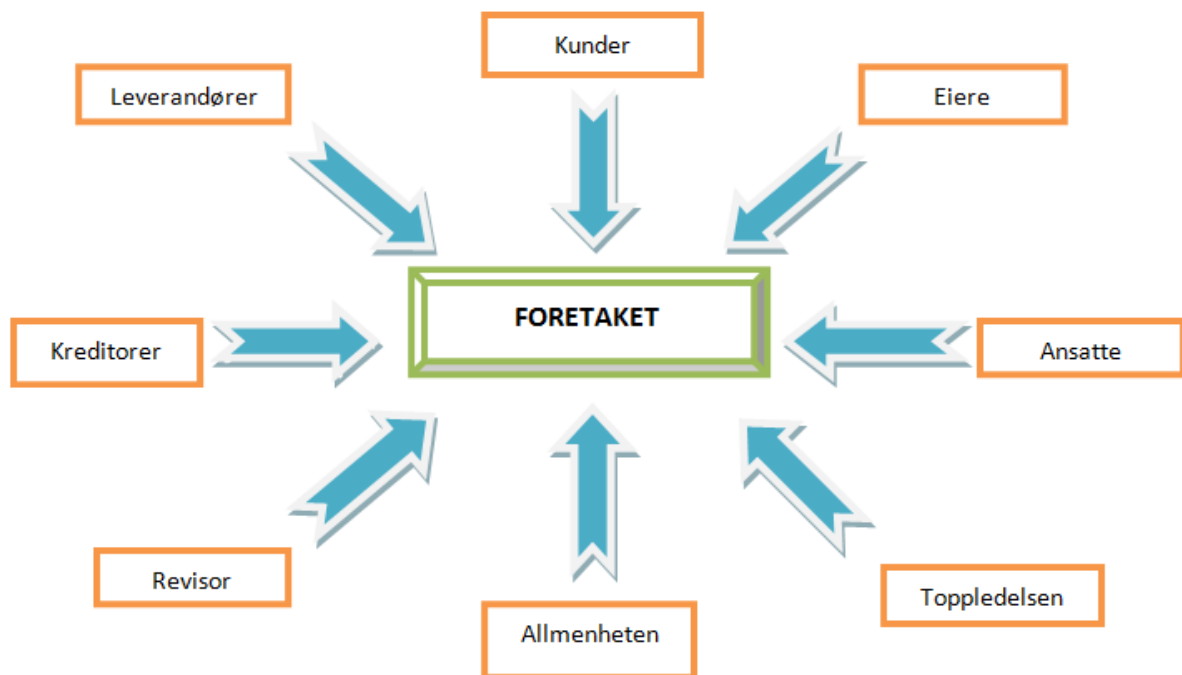 Kunder
Leverandører
Eiere
FORETAKET
Kreditorer
Ansatte
Revisor
Toppledelsen
Allmenheten